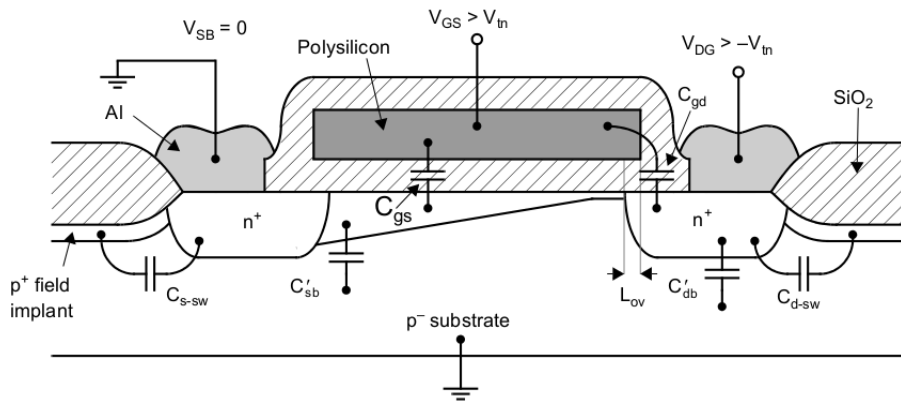 V_SB = 0
V_GS > V_tn
V_DG > –V_tn
Polysilicon
Al
C_gd
SiO₂
C_gs
n⁺
n⁺
p⁺ field
implant
C_s-sw
C′_sb
L_ov
C′_db
C_d-sw
p⁻ substrate